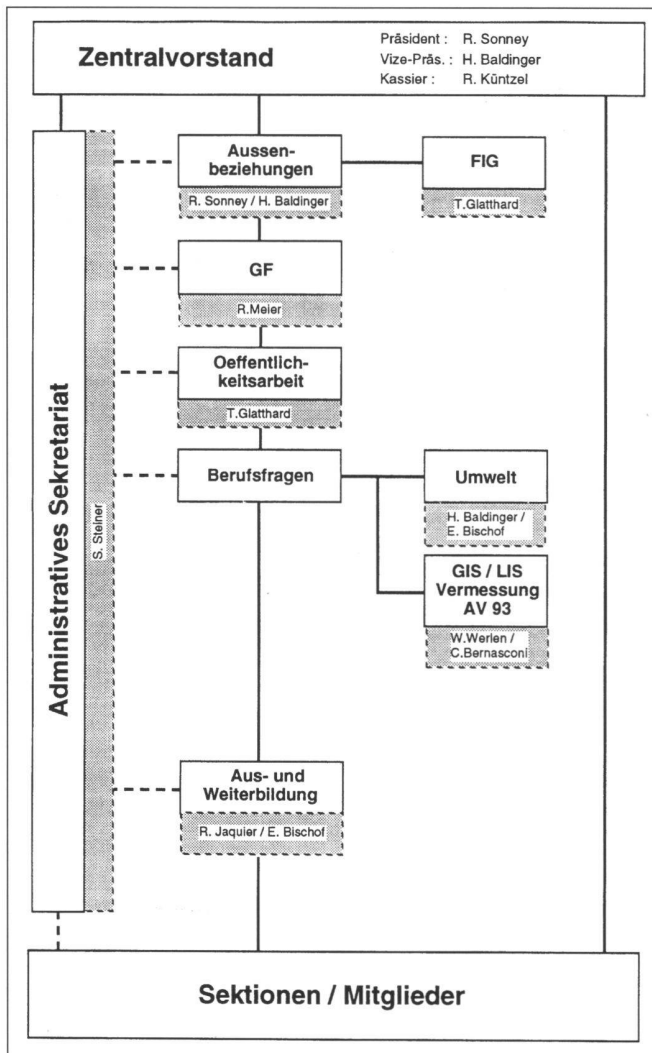 Zentralvorstand
Präsident : R. Sonney
Vize-Präs. : H. Baldinger
Kassier : R. Küntzel
Administratives Sekretariat
S. Steiner
Aussen-
beziehungen
R. Sonney / H. Baldinger
FIG
T.Glatthard
GF
R.Meier
Oeffentlich-
keitsarbeit
T.Glatthard
Berufsfragen
Umwelt
H. Baldinger /
E. Bischof
GIS / LIS
Vermessung
AV 93
W.Werlen /
C.Bernasconi
Aus- und
Weiterbildung
R. Jaquier / E. Bischof
Sektionen / Mitglieder